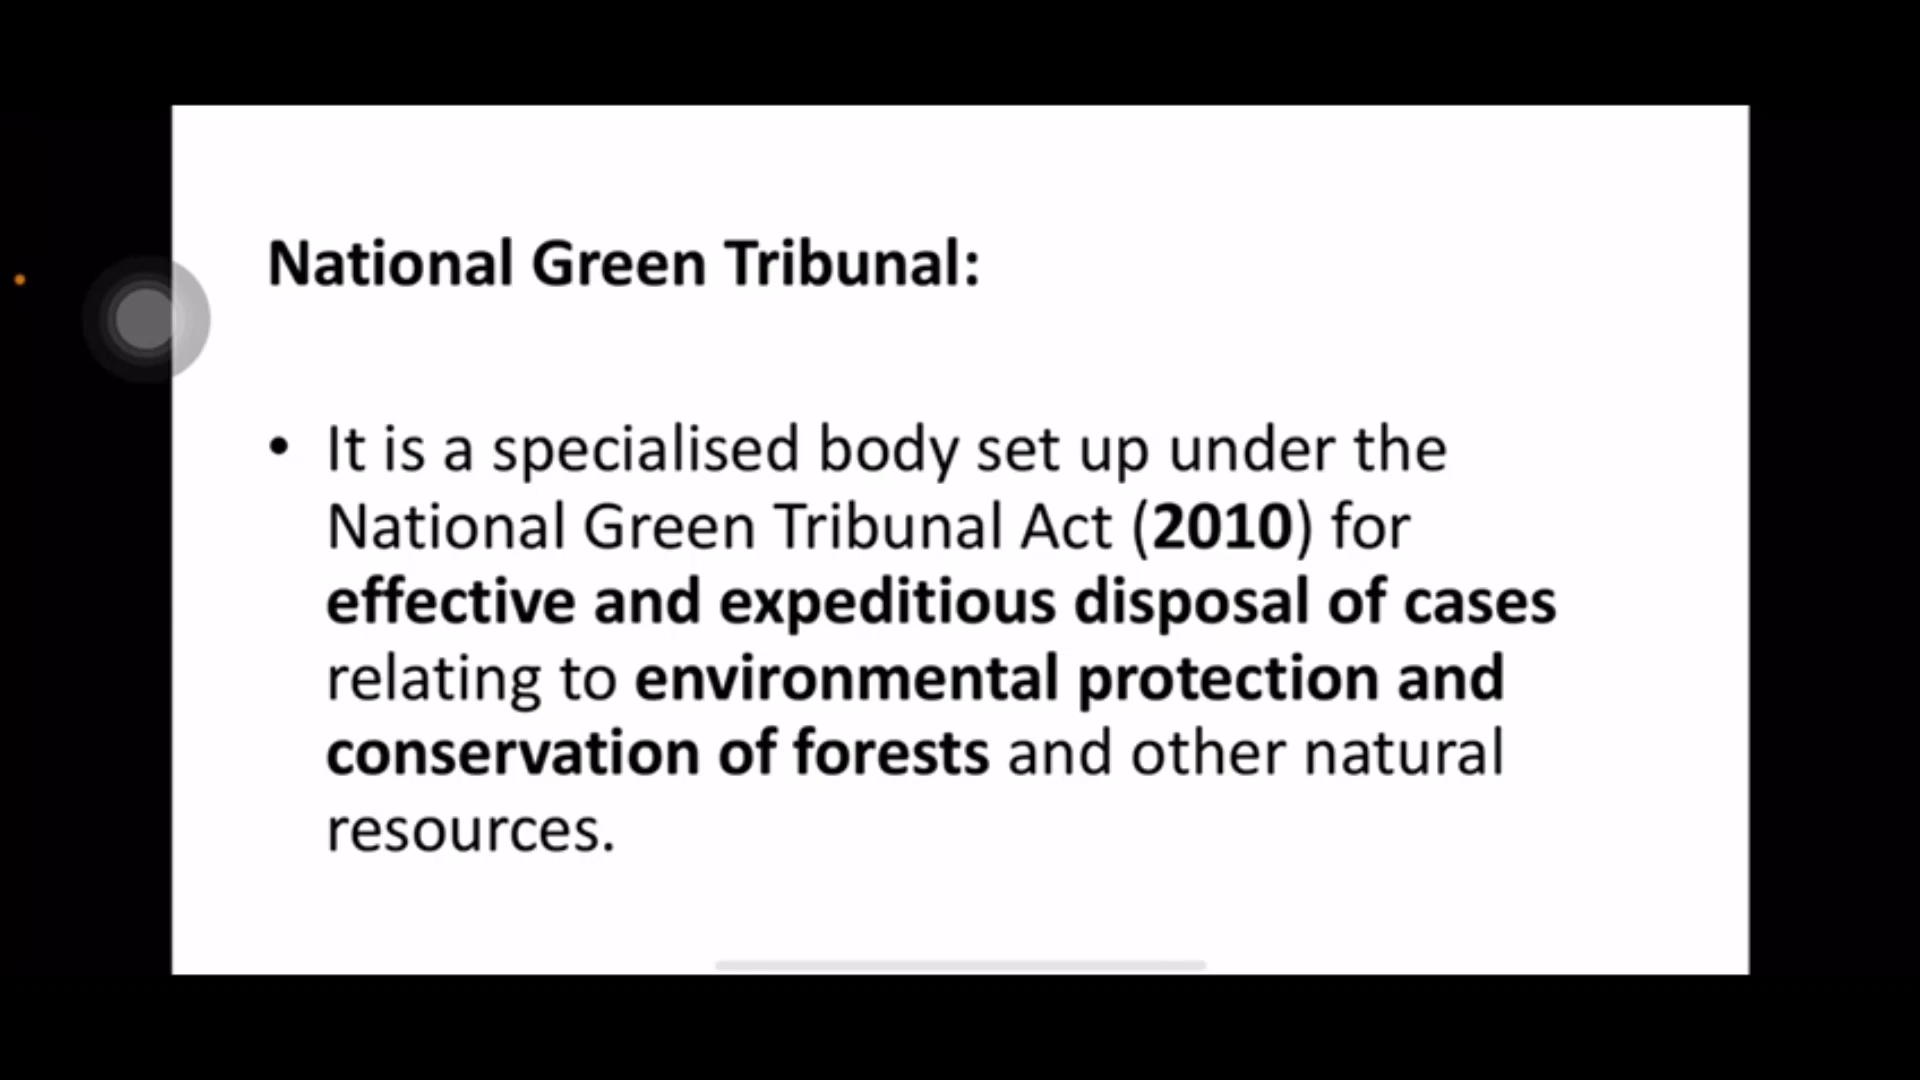 National Green Tribunal:
• It is a specialised body set up under the
National Green Tribunal Act (2010) for
effective and expeditious disposal of cases
relating to environmental protection and
conservation of forests and other natural
resources.